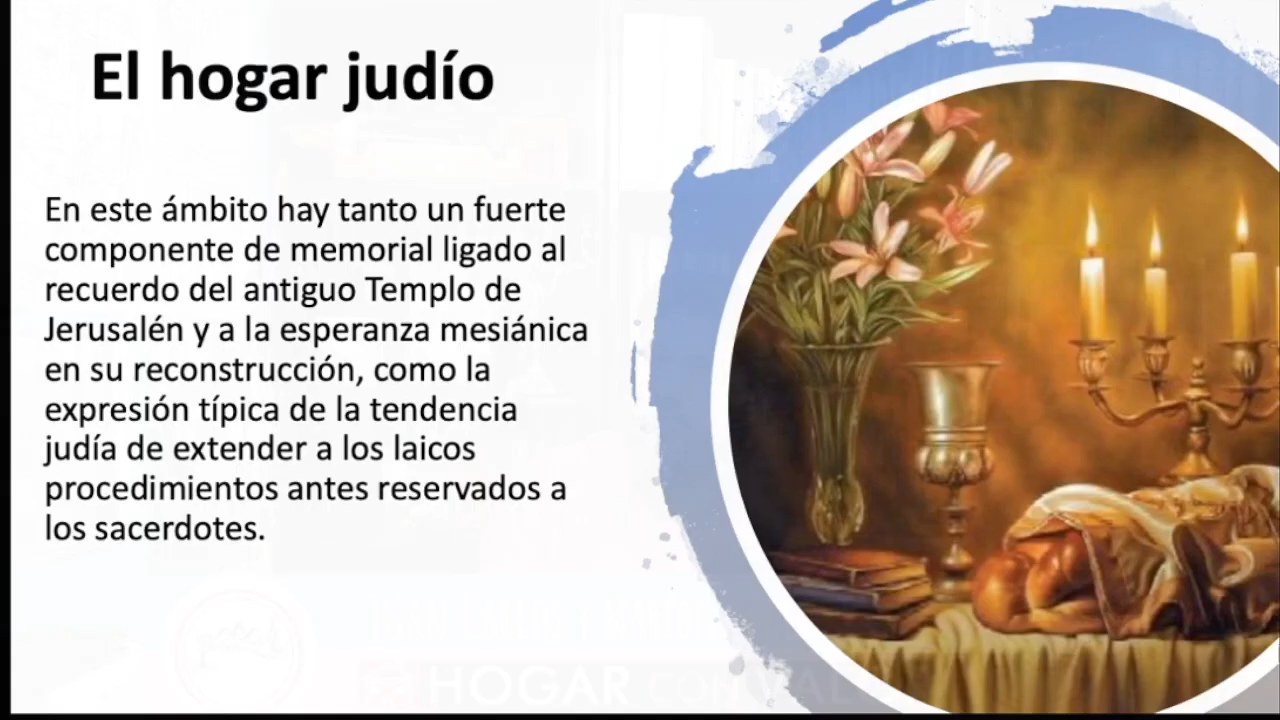 El hogar judío
En este ámbito hay tanto un fuerte
componente de memorial ligado al
recuerdo del antiguo Templo de
Jerusalén y a la esperanza mesiánica
en su reconstrucción, como la
expresión típica de la tendencia
judía de extender a los laicos
procedimientos antes reservados a
los sacerdotes.
HOGAR CON